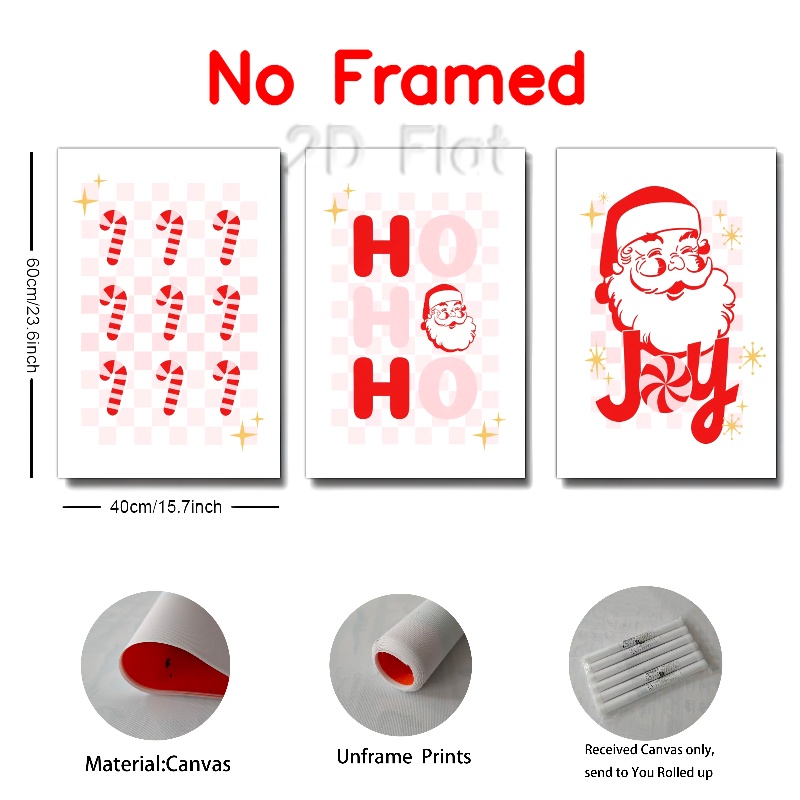 No Framed
2D Flat
60cm/23.6inch
HO
H
HO
Joy
40cm/15.7inch
Material:Canvas
Unframe Prints
Received Canvas only,
send to You Rolled up